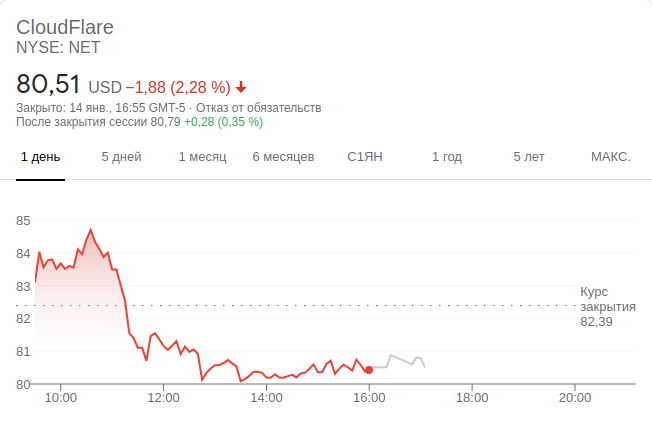 CloudFlare
NYSE: NET
80,51 USD −1,88 (2,28 %)
Закрыто: 14 янв., 16:55 GMT-5 · Отказ от обязательств
После закрытия сессии 80,79 +0,28 (0,35 %)
1 день 5 дней 1 месяц 6 месяцев С1ЯН 1 год 5 лет МАКС.
85
84
83
82
81
80
Курс
закрытия
82,39
10:00 12:00 14:00 16:00 18:00 20:00